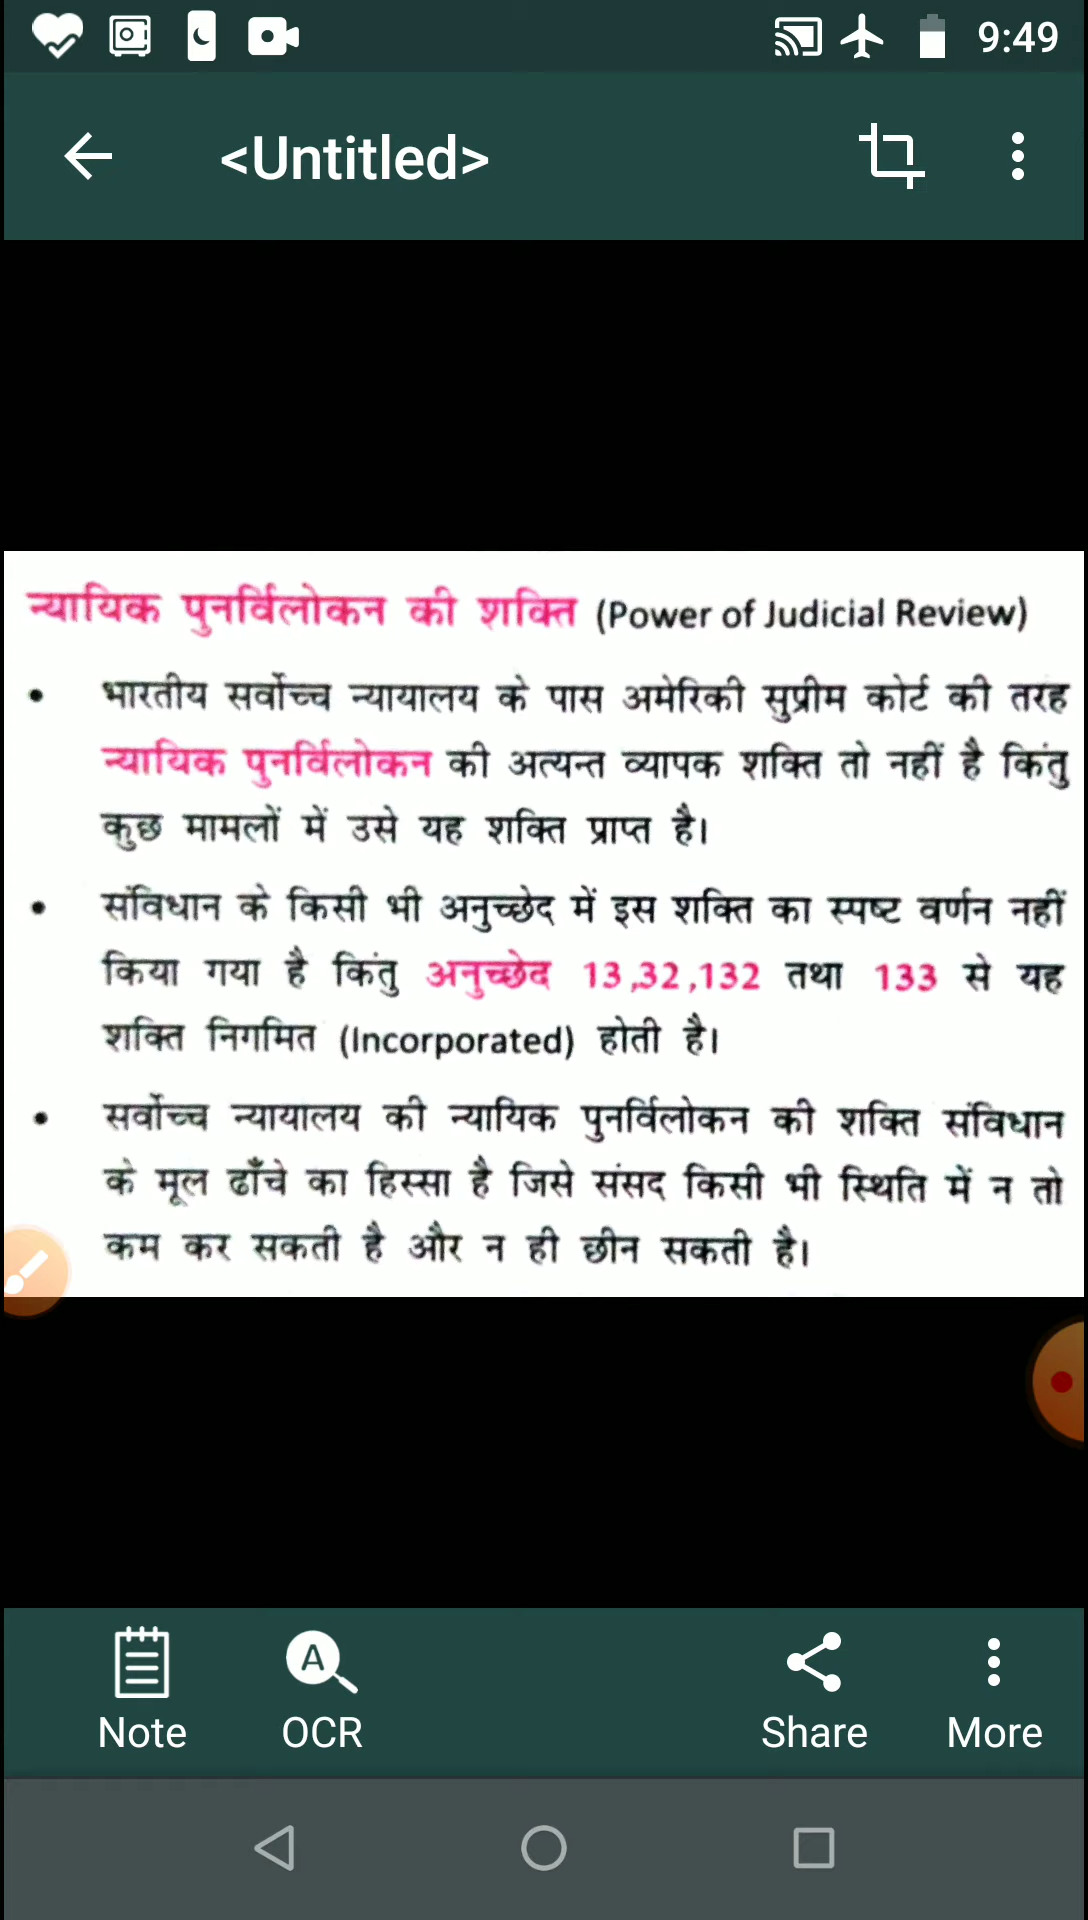 9:49
<Untitled>
न्यायिक पुनर्विलोकन की शक्ति (Power of Judicial Review)
• भारतीय सर्वोच्च न्यायालय के पास अमेरिकी सुप्रीम कोर्ट की तरह
न्यायिक पुनर्विलोकन की अत्यन्त व्यापक शक्ति तो नहीं है किंतु
कुछ मामलों में उसे यह शक्ति प्राप्त है।
• संविधान के किसी भी अनुच्छेद में इस शक्ति का स्पष्ट वर्णन नहीं
किया गया है किंतु अनुच्छेद 13,32,132 तथा 133 से यह
शक्ति निगमित (Incorporated) होती है।
• सर्वोच्च न्यायालय की न्यायिक पुनर्विलोकन की शक्ति संविधान
के मूल ढाँचे का हिस्सा है जिसे संसद किसी भी स्थिति में न तो
कम कर सकती है और न ही छीन सकती है।
Note OCR Share More